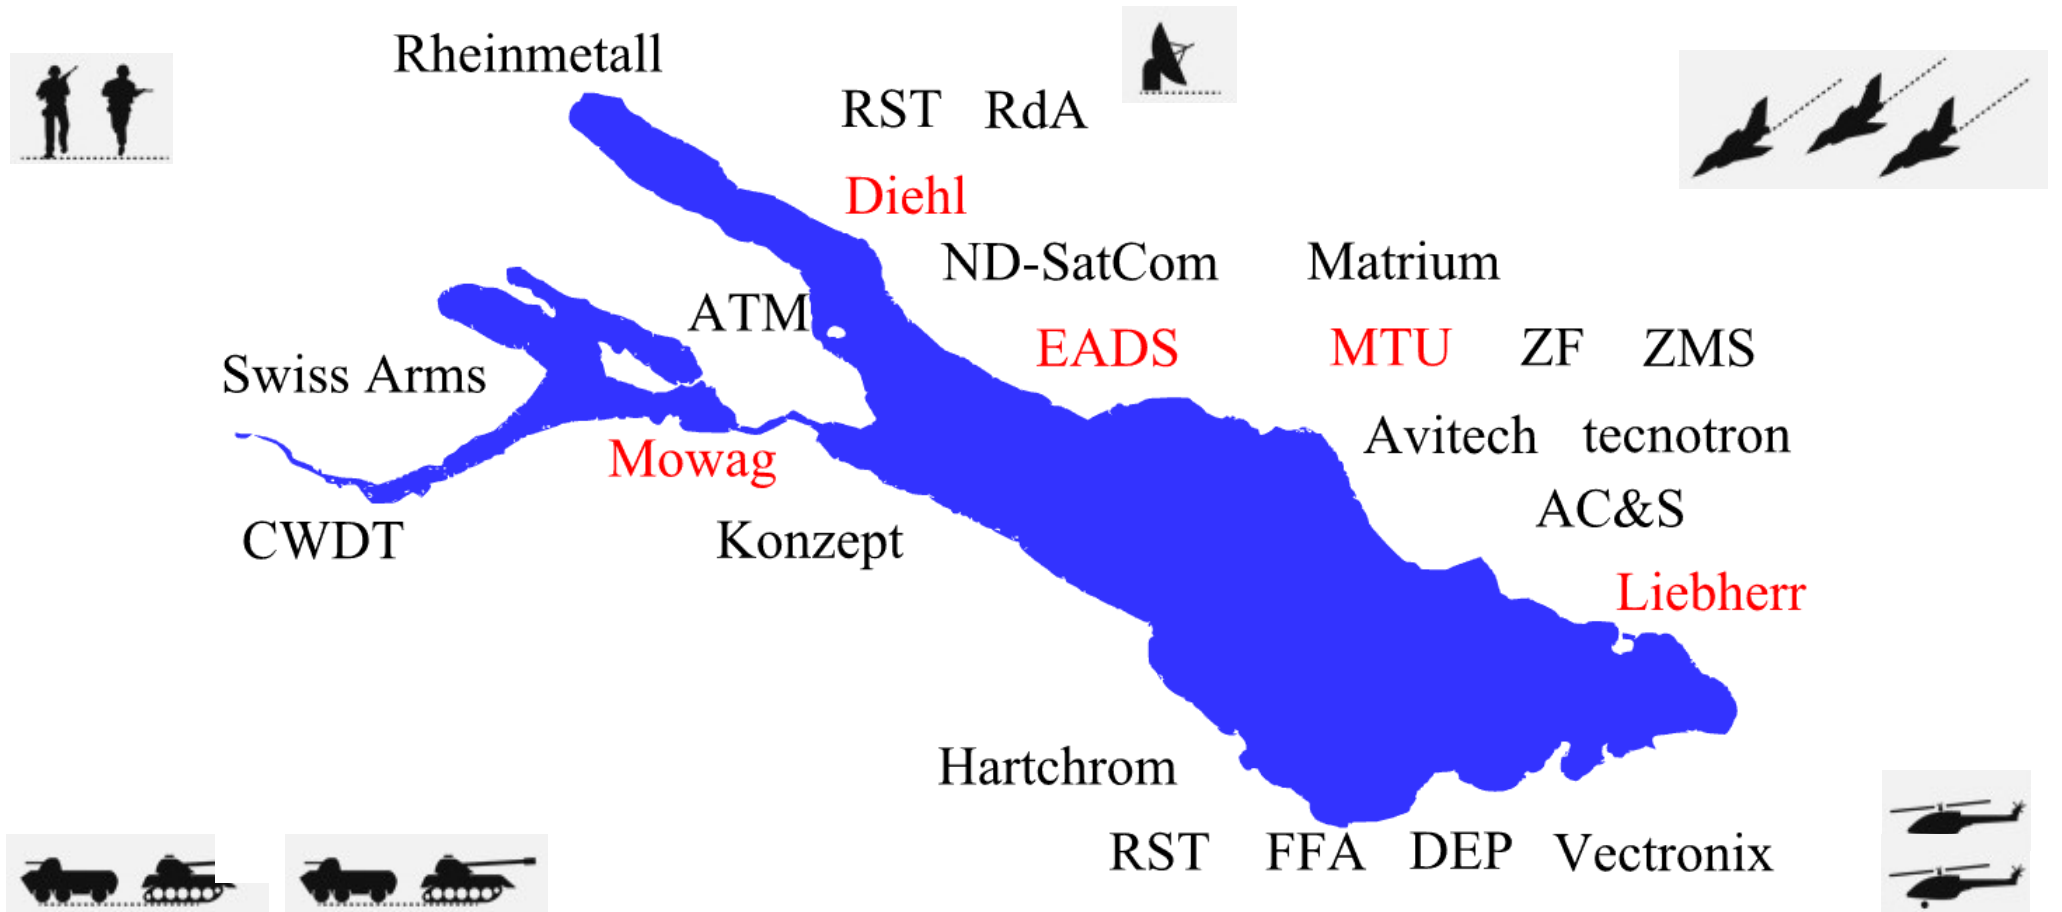 Rheinmetall
RST RdA
Diehl
ND-SatCom Matrium
ATM
EADS MTU ZF ZMS
Swiss Arms
Avitech tecnotron
Mowag
AC&S
CWDT Konzept
Liebherr
Hartchrom
RST FFA DEP Vectronix